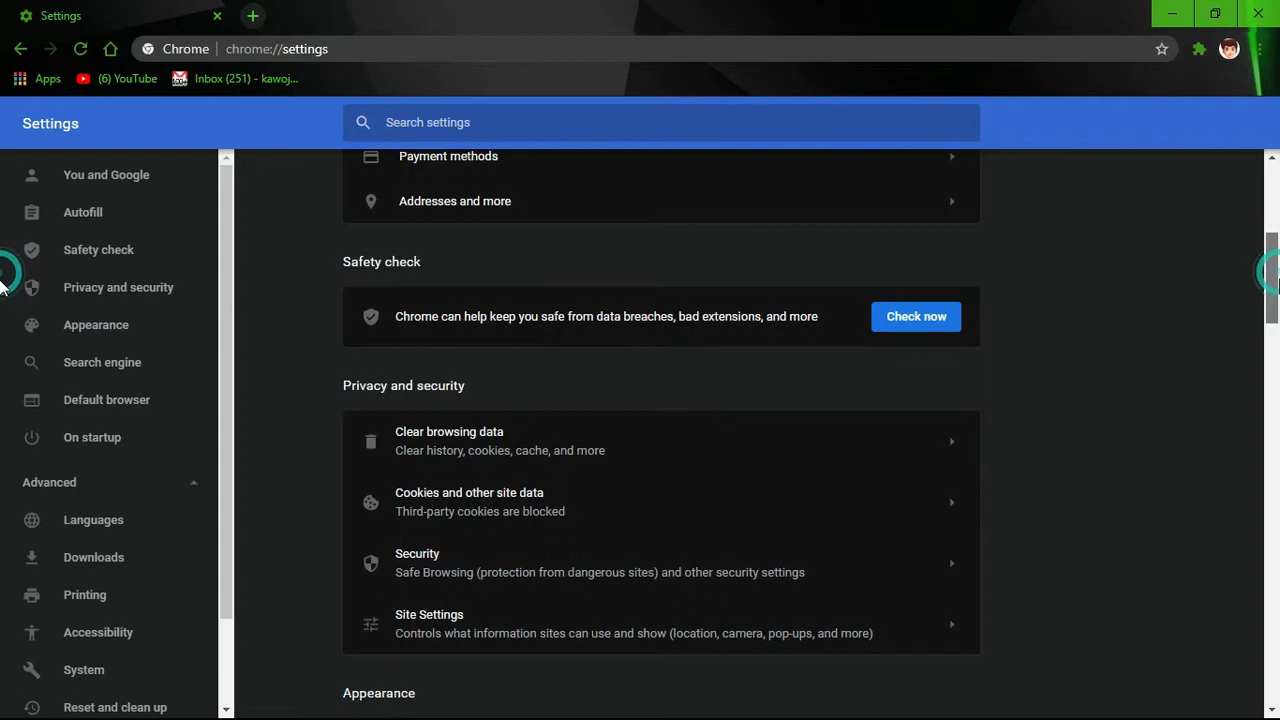 Settings
Chrome | chrome://settings
Apps
(6) YouTube
Inbox (251) - kawoj...
Settings
Search settings
You and Google
Autofill
Safety check
Privacy and security
Appearance
Search engine
Default browser
On startup
Advanced
Languages
Downloads
Printing
Accessibility
System
Reset and clean up
Payment methods
Addresses and more
Safety check
Chrome can help keep you safe from data breaches, bad extensions, and more
Check now
Privacy and security
Clear browsing data
Clear history, cookies, cache, and more
Cookies and other site data
Third-party cookies are blocked
Security
Safe Browsing (protection from dangerous sites) and other security settings
Site Settings
Controls what information sites can use and show (location, camera, pop-ups, and more)
Appearance